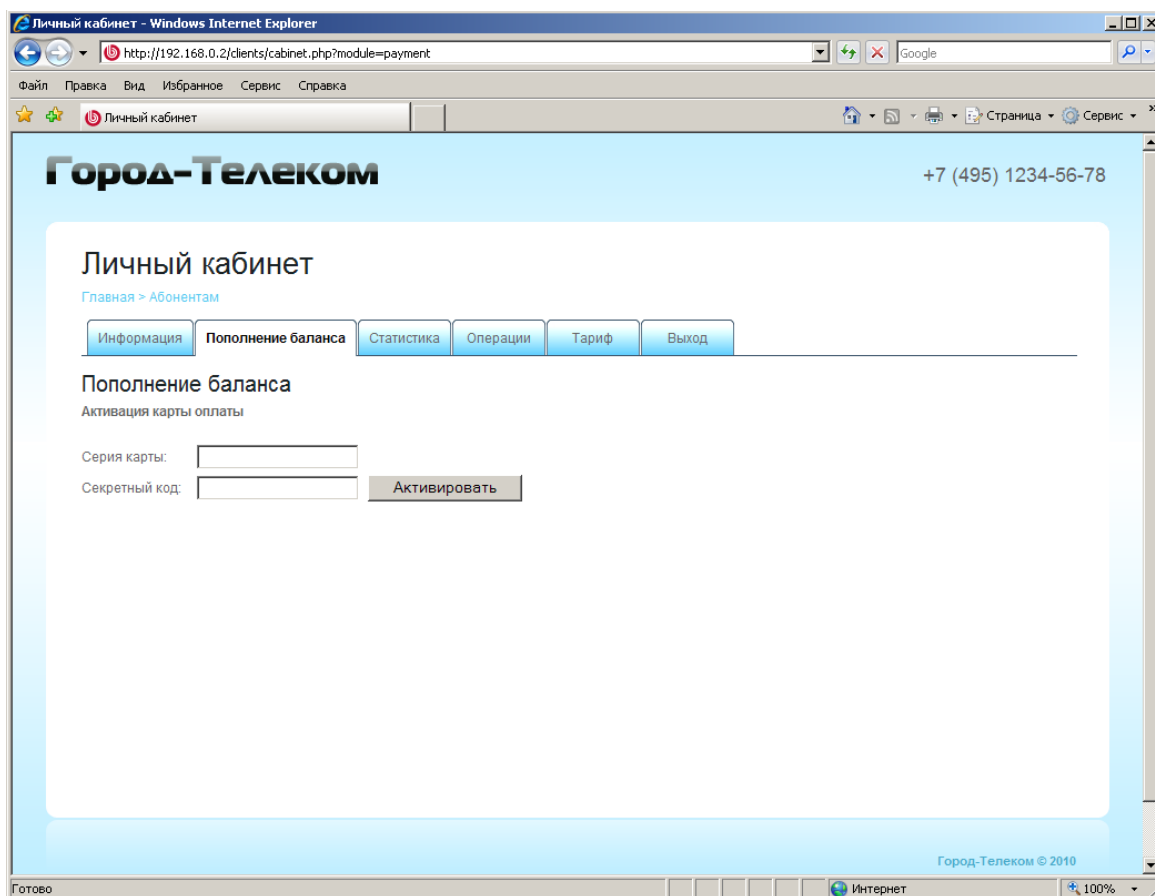 Личный кабинет - Windows Internet Explorer
http://192.168.0.2/clients/cabinet.php?module=payment
Google
Файл Правка Вид Избранное Сервис Справка
Личный кабинет
Страница Сервис »
Город-Телеком
+7 (495) 1234-56-78
Личный кабинет
Главная > Абонентам
Информация Пополнение баланса Статистика Операции Тариф Выход
Пополнение баланса
Активация карты оплаты
Серия карты:
Секретный код: Активировать
Город-Телеком © 2010
Готово Интернет 100%